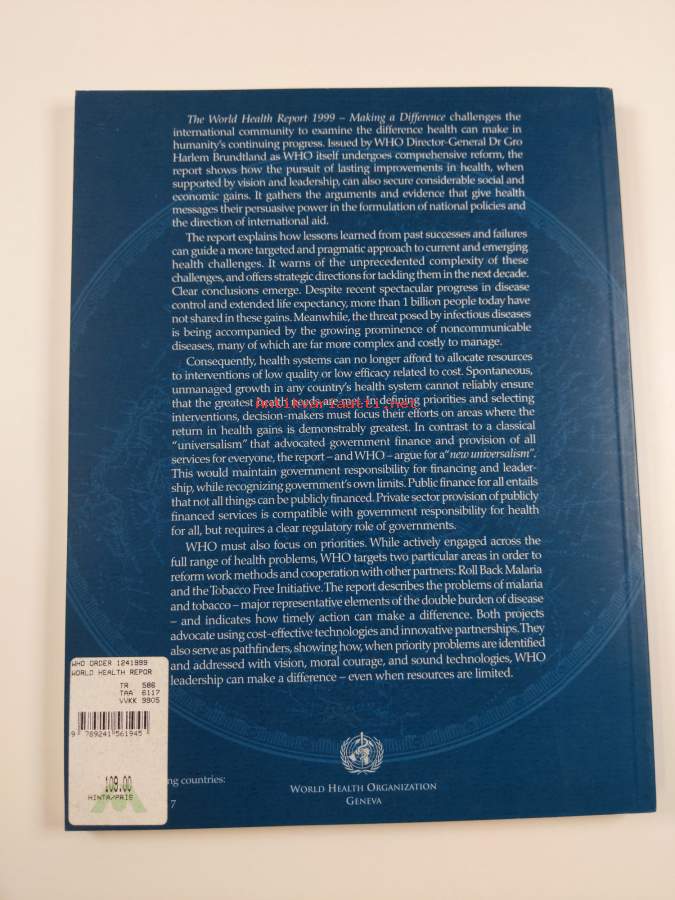 The World Health Report 1999 – Making a Difference challenges the
international community to examine the difference health can make in
humanity's continuing progress. Issued by WHO Director-General Dr Gro
Harlem Brundtland as WHO itself undergoes comprehensive reform, the
report shows how the pursuit of lasting improvements in health, when
supported by vision and leadership, can also secure considerable social and
economic gains. It gathers the arguments and evidence that give health
messages their persuasive power in the formulation of national policies and
the direction of international aid.
The report explains how lessons learned from past successes and failures
can guide a more targeted and pragmatic approach to current and emerging
health challenges. It warns of the unprecedented complexity of these
challenges, and offers strategic directions for tackling them in the next decade.
Clear conclusions emerge. Despite recent spectacular progress in disease
control and extended life expectancy, more than 1 billion people today have
not shared in these gains. Meanwhile, the threat posed by infectious diseases
is being accompanied by the growing prominence of noncommunicable
diseases, many of which are far more complex and costly to manage.
Consequently, health systems can no longer afford to allocate resources
to interventions of low quality or low efficacy related to cost. Spontaneous,
unmanaged growth in any country's health system cannot reliably ensure
that the greatest health needs are met. In defining priorities and selecting
Antikvariaatti.net
interventions, decision-makers must focus their efforts on areas where the
return in health gains is demonstrably greatest. In contrast to a classical
"universalism" that advocated government finance and provision of all
services for everyone, the report – and WHO – argue for a "new universalism".
This would maintain government responsibility for financing and leader-
ship, while recognizing government's own limits. Public finance for all entails
that not all things can be publicly financed. Private sector provision of publicly
financed services is compatible with government responsibility for health
for all, but requires a clear regulatory role of governments.
WHO must also focus on priorities. While actively engaged across the
full range of health problems, WHO targets two particular areas in order to
reform work methods and cooperation with other partners: Roll Back Malaria
and the Tobacco Free Initiative. The report describes the problems of malaria
and tobacco – major representative elements of the double burden of disease
– and indicates how timely action can make a difference. Both projects
advocate using cost-effective technologies and innovative partnerships. They
also serve as pathfinders, showing how, when priority problems are identified
and addressed with vision, moral courage, and sound technologies, WHO
leadership can make a difference – even when resources are limited.
WHO ORDER 1241999
WORLD HEALTH REPOR
TR 586
TAA 6117
VVKK 9905
9 789241 561945
109.00
HINTA/PRIS
ng countries:
7
WORLD HEALTH ORGANIZATION
GENEVA